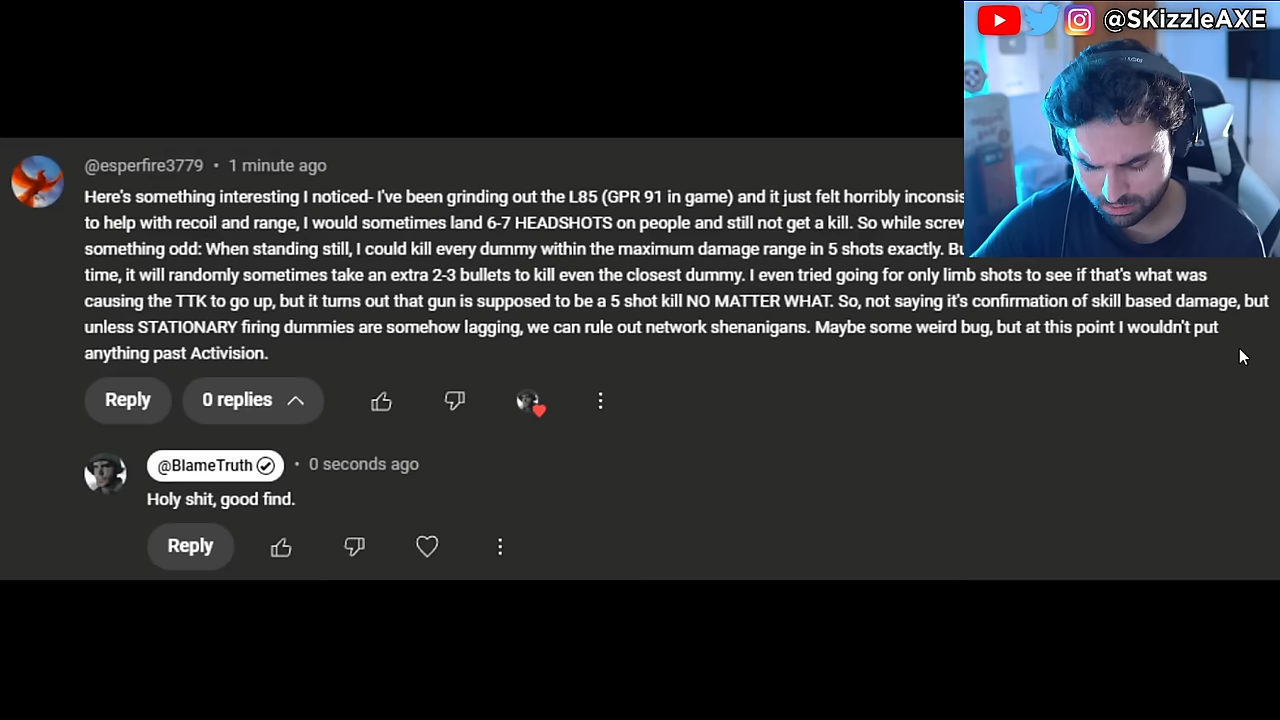 @SKizzleAXE
@esperfire3779 • 1 minute ago
Here's something interesting I noticed- I've been grinding out the L85 (GPR 91 in game) and it just felt horribly
to help with recoil and range, I would sometimes land 6-7 HEADSHOTS on people and still not get a kill. So while
something odd: When standing still, I could kill every dummy within the maximum damage range in 5 shots exactly.
time, it will randomly sometimes take an extra 2-3 bullets to kill even the closest dummy. I even tried going for only limb shots to see if that's what was
causing the TTK to go up, but it turns out that gun is supposed to be a 5 shot kill NO MATTER WHAT. So, not saying it's confirmation of skill based damage, but
unless STATIONARY firing dummies are somehow lagging, we can rule out network shenanigans. Maybe some weird bug, but at this point I wouldn't put
anything past Activision.
Reply 0 replies
@BlameTruth • 0 seconds ago
Holy shit, good find.
Reply